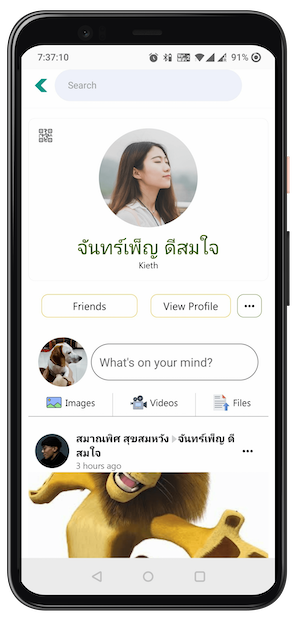 7:37:10 91%
Search
จันทร์เพ็ญ ดีสมใจ
Kieth
Friends View Profile
What's on your mind?
Images Videos Files
สมาณพิศ สุขสมหวัง จันทร์เพ็ญ ดี
สมใจ
3 hours ago